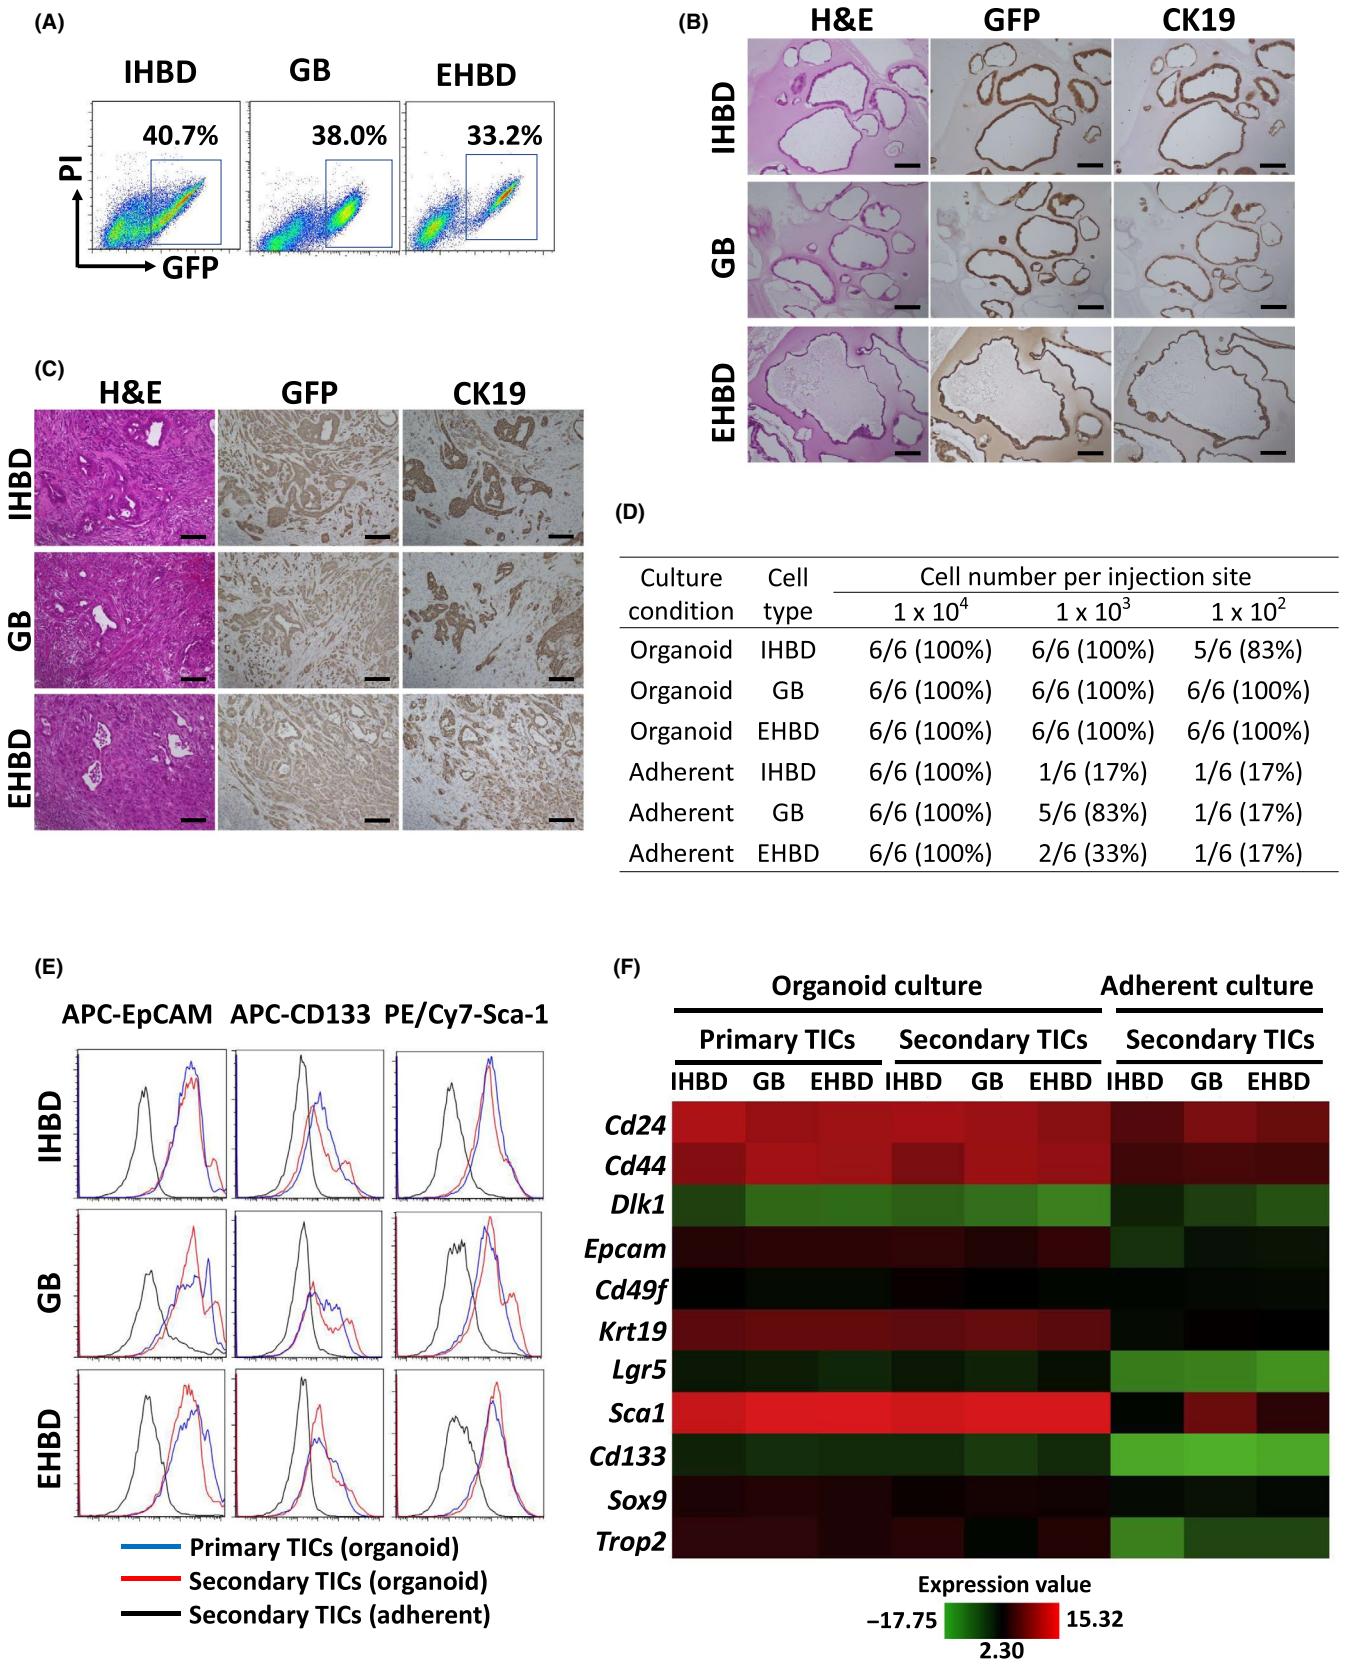 (A)
IHBD GB EHBD
40.7% 38.0% 33.2%
PI
GFP
(B)
H&E GFP CK19
IHBD
GB
EHBD
(C)
H&E GFP CK19
IHBD
GB
EHBD
(D)
Culture condition Cell type Cell number per injection site
1 x 10⁴ 1 x 10³ 1 x 10²
Organoid IHBD 6/6 (100%) 6/6 (100%) 5/6 (83%)
Organoid GB 6/6 (100%) 6/6 (100%) 6/6 (100%)
Organoid EHBD 6/6 (100%) 6/6 (100%) 6/6 (100%)
Adherent IHBD 6/6 (100%) 1/6 (17%) 1/6 (17%)
Adherent GB 6/6 (100%) 5/6 (83%) 1/6 (17%)
Adherent EHBD 6/6 (100%) 2/6 (33%) 1/6 (17%)
(E)
APC-EpCAM APC-CD133 PE/Cy7-Sca-1
IHBD
GB
EHBD
Primary TICs (organoid)
Secondary TICs (organoid)
Secondary TICs (adherent)
(F)
Organoid culture Adherent culture
Primary TICs Secondary TICs Secondary TICs
IHBD GB EHBD IHBD GB EHBD IHBD GB EHBD
Cd24
Cd44
Dlk1
Epcam
Cd49f
Krt19
Lgr5
Sca1
Cd133
Sox9
Trop2
Expression value
−17.75 15.32
2.30